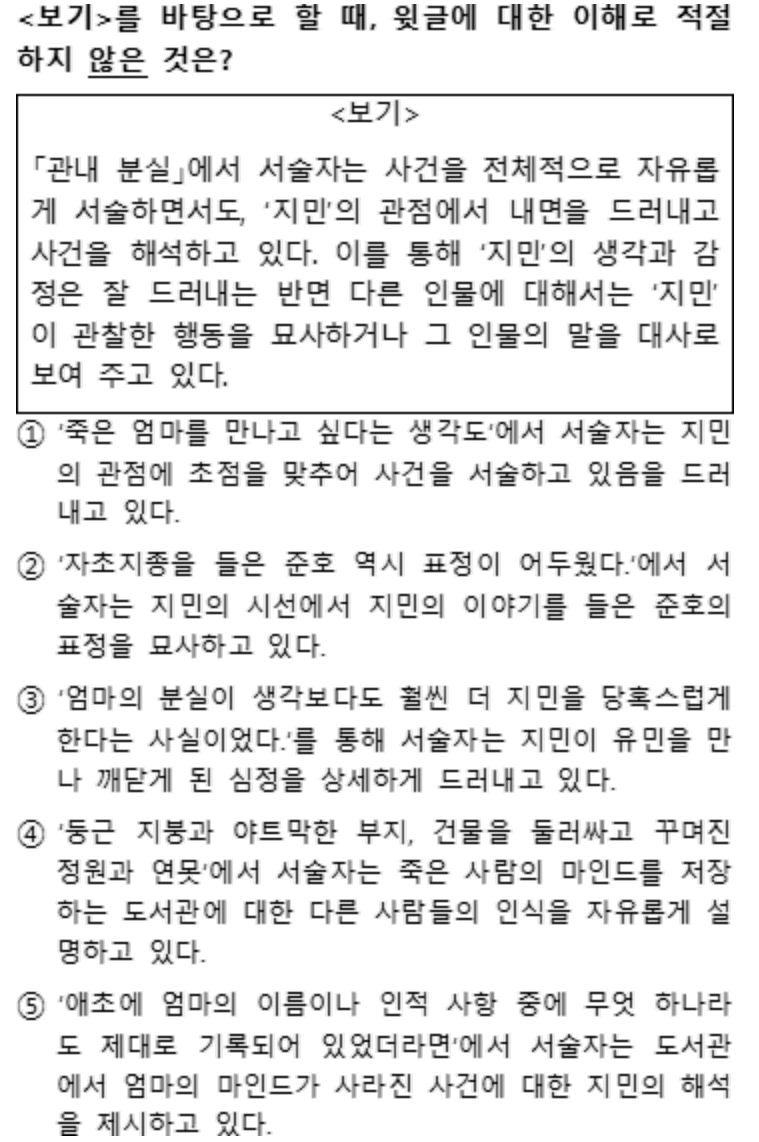 <보기>를 바탕으로 할 때, 윗글에 대한 이해로 적절
하지 않은 것은?
<보기>
「관내 분실」에서 서술자는 사건을 전체적으로 자유롭
게 서술하면서도, '지민'의 관점에서 내면을 드러내고
사건을 해석하고 있다. 이를 통해 '지민'의 생각과 감
정은 잘 드러내는 반면 다른 인물에 대해서는 '지민'
이 관찰한 행동을 묘사하거나 그 인물의 말을 대사로
보여 주고 있다.
① '죽은 엄마를 만나고 싶다는 생각도'에서 서술자는 지민
의 관점에 초점을 맞추어 사건을 서술하고 있음을 드러
내고 있다.
② '자초지종을 들은 준호 역시 표정이 어두웠다.'에서 서
술자는 지민의 시선에서 지민의 이야기를 들은 준호의
표정을 묘사하고 있다.
③ '엄마의 분실이 생각보다도 훨씬 더 지민을 당혹스럽게
한다는 사실이었다.'를 통해 서술자는 지민이 유민을 만
나 깨닫게 된 심정을 상세하게 드러내고 있다.
④ '둥근 지붕과 야트막한 부지, 건물을 둘러싸고 꾸며진
정원과 연못'에서 서술자는 죽은 사람의 마인드를 저장
하는 도서관에 대한 다른 사람들의 인식을 자유롭게 설
명하고 있다.
⑤ '애초에 엄마의 이름이나 인적 사항 중에 무엇 하나라
도 제대로 기록되어 있었더라면'에서 서술자는 도서관
에서 엄마의 마인드가 사라진 사건에 대한 지민의 해석
을 제시하고 있다.